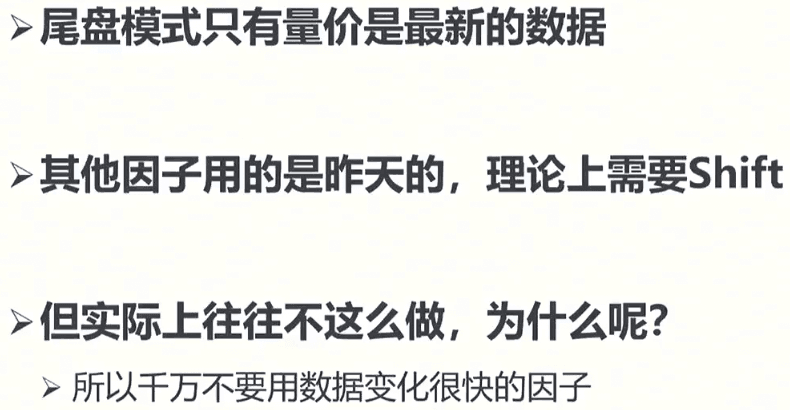 尾盘模式只有量价是最新的数据
其他因子用的是昨天的，理论上需要Shift
但实际上往往不这么做，为什么呢？
所以千万不要用数据变化很快的因子